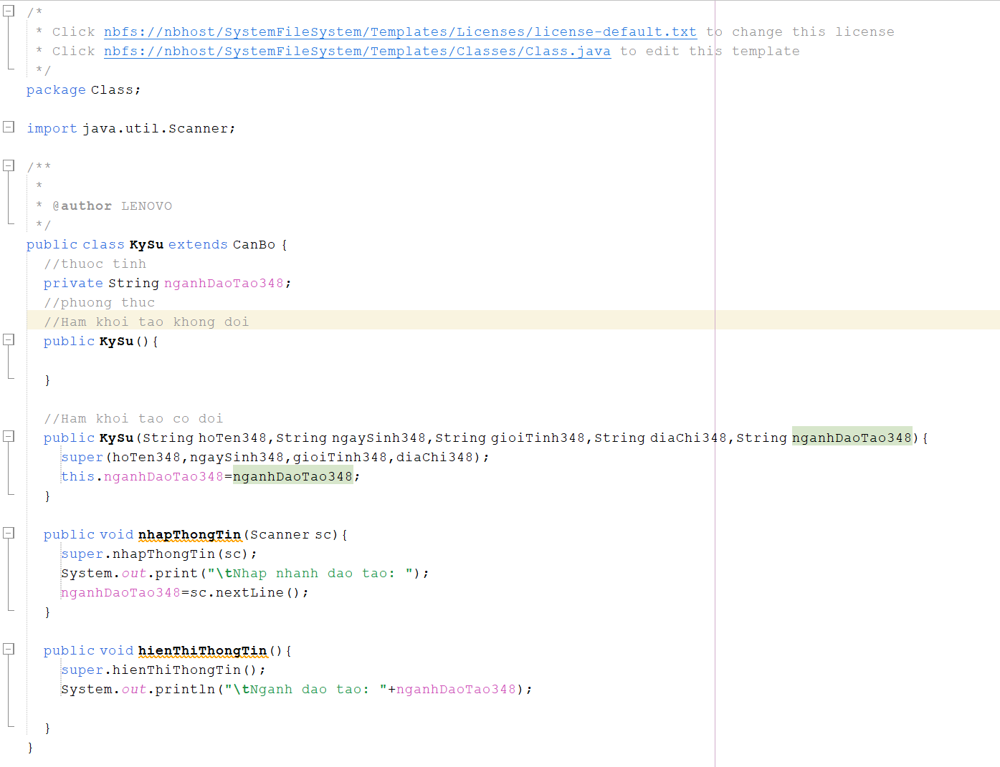 /*
 * Click nbfs://nbhost/SystemFileSystem/Templates/Licenses/license-default.txt to change this license
 * Click nbfs://nbhost/SystemFileSystem/Templates/Classes/Class.java to edit this template
 */
package Class;
import java.util.Scanner;
/**
 *
 * @author LENOVO
 */
public class KySu extends CanBo {
  //thuoc tinh
  private String nganhDaoTao348;
  //phuong thuc
  //Ham khoi tao khong doi
  public KySu(){
  }
  //Ham khoi tao co doi
  public KySu(String hoTen348,String ngaySinh348,String gioiTinh348,String diaChi348,String nganhDaoTao348){
    super(hoTen348,ngaySinh348,gioiTinh348,diaChi348);
    this.nganhDaoTao348=nganhDaoTao348;
  }
  public void nhapThongTin(Scanner sc){
    super.nhapThongTin(sc);
    System.out.print("\tNhap nhanh dao tao: ");
    nganhDaoTao348=sc.nextLine();
  }
  public void hienThiThongTin(){
    super.hienThiThongTin();
    System.out.println("\tNganh dao tao: "+nganhDaoTao348);
  }
}